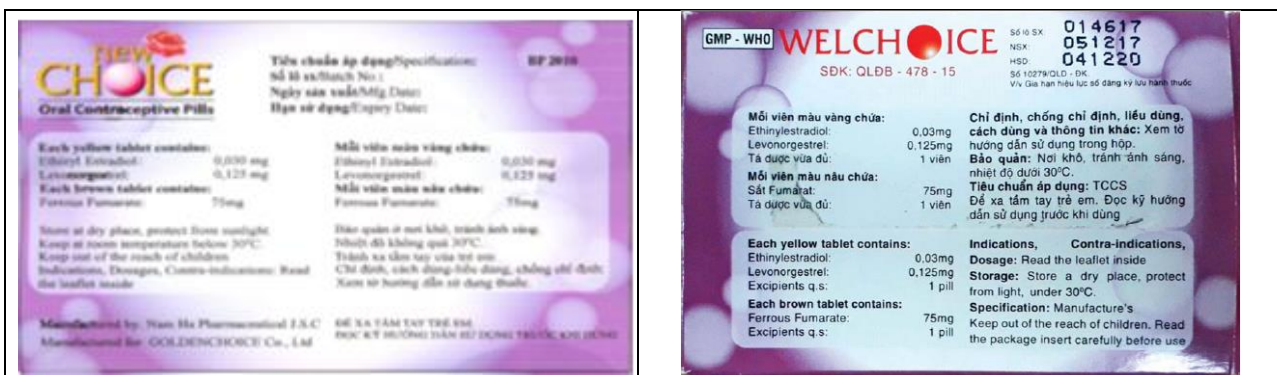 new
CHOICE
Oral Contraceptive Pills
Tiêu chuẩn áp dụng/Specification: BP 2010
Số lô sx/Batch No.:
Ngày sản xuất/Mfg Date:
Hạn sử dụng/Expiry Date:
Each yellow tablet contains:
Ethinyl Estradiol: 0,030 mg
Levonorgestrel: 0,125 mg
Each brown tablet contains:
Ferrous Fumarate: 75mg
Store at dry place, protect from sunlight
Keep at room temperature below 30°C
Keep out of the reach of children
Indications, Dosages, Contra-indications: Read
the leaflet inside
Mỗi viên màu vàng chứa:
Ethinyl Estradiol: 0,030 mg
Levonorgestrel: 0,125 mg
Mỗi viên màu nâu chứa:
Ferrous Fumarate: 75mg
Bảo quản ở nơi khô, tránh ánh sáng
Nhiệt độ không quá 30°C
Tránh xa tầm tay của trẻ em
Chỉ định, cách dùng-liều dùng, chống chỉ định:
Xem tờ hướng dẫn sử dụng thuốc.
Manufactured by: Nam Ha Pharmaceutical J.S.C
Manufactured for: GOLDENCHOICE Co., Ltd
ĐỂ XA TẦM TAY TRẺ EM
ĐỌC KỸ HƯỚNG DẪN SỬ DỤNG TRƯỚC KHI DÙNG
GMP - WHO
WELCHOICE
SĐK: QLĐB - 478 - 15
Số lô SX: 014617
NSX: 051217
HSD: 041220
Số 10279/QLD - ĐK.
V/v Gia hạn hiệu lực số đăng ký lưu hành thuốc
Mỗi viên màu vàng chứa:
Ethinylestradiol: 0,03mg
Levonorgestrel: 0.125mg
Tá dược vừa đủ: 1 viên
Mỗi viên màu nâu chứa:
Sắt Fumarat: 75mg
Tá dược vừa đủ: 1 viên
Chỉ định, chống chỉ định, liều dùng,
cách dùng và thông tin khác: Xem tờ
hướng dẫn sử dụng trong hộp.
Bảo quản: Nơi khô, tránh ánh sáng,
nhiệt độ dưới 30°C.
Tiêu chuẩn áp dụng: TCCS
Để xa tầm tay trẻ em. Đọc kỹ hướng
dẫn sử dụng trước khi dùng
Each yellow tablet contains:
Ethinylestradiol: 0.03mg
Levonorgestrel: 0,125mg
Excipients q.s: 1 pill
Each brown tablet contains:
Ferrous Fumarate: 75mg
Excipients q.s: 1 pill
Indications, Contra-indications,
Dosage: Read the leaflet inside
Storage: Store a dry place, protect
from light, under 30°C.
Specification: Manufacture's
Keep out of the reach of children. Read
the package insert carefully before use